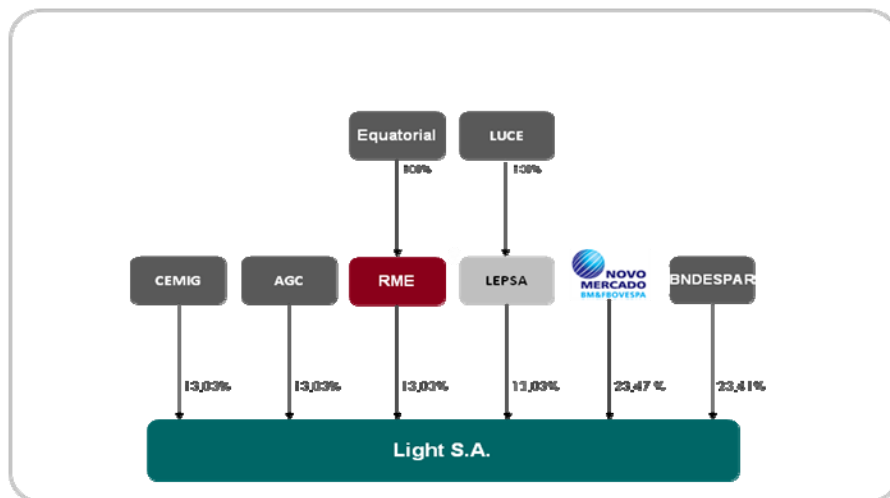 Equatorial
LUCE
100%
100%
CEMIG
AGC
RME
LEPSA
NOVO
MERCADO
BM&FBOVESPA
BNDESPAR
13,03%
13,03%
13,03%
13,03%
23,47 %
23,41%
Light S.A.